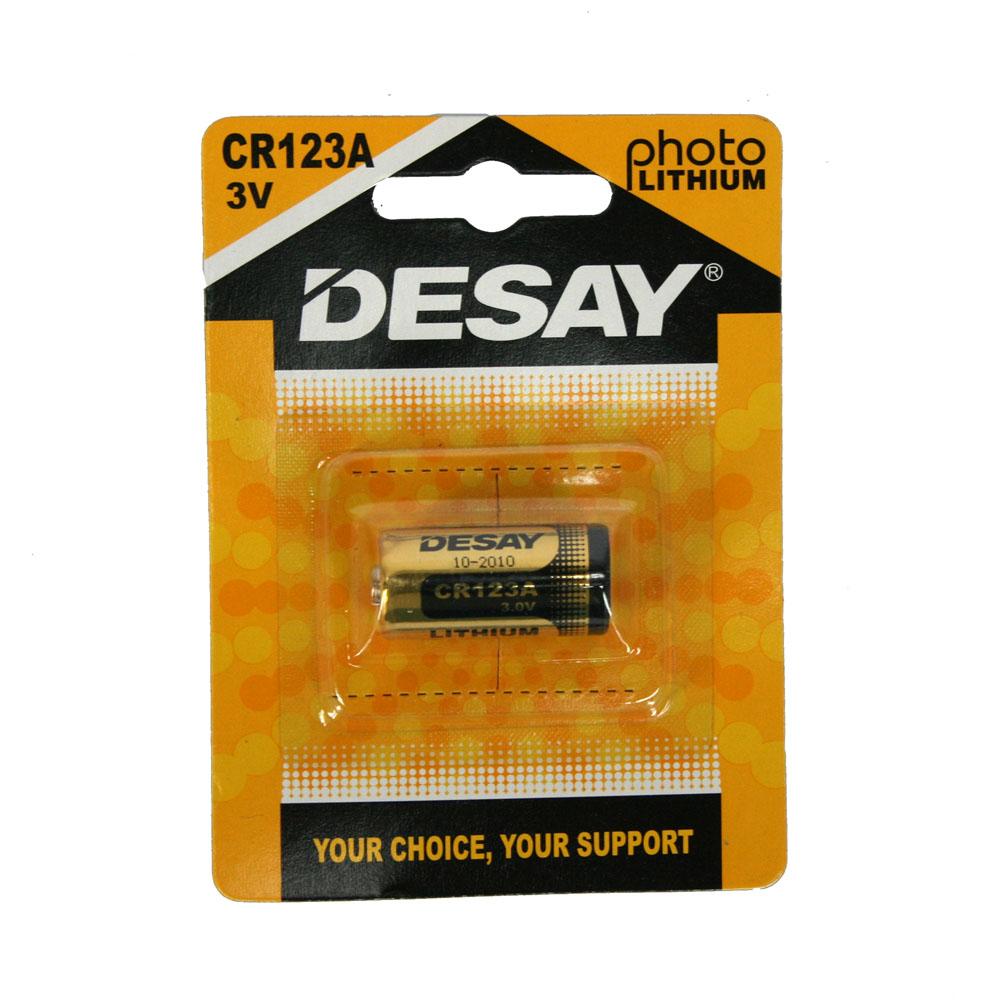 CR123A
3V
photo
LITHIUM
DESAY®
DESAY
10-2010
CR123A
3.0V
LITHIUM
YOUR CHOICE, YOUR SUPPORT